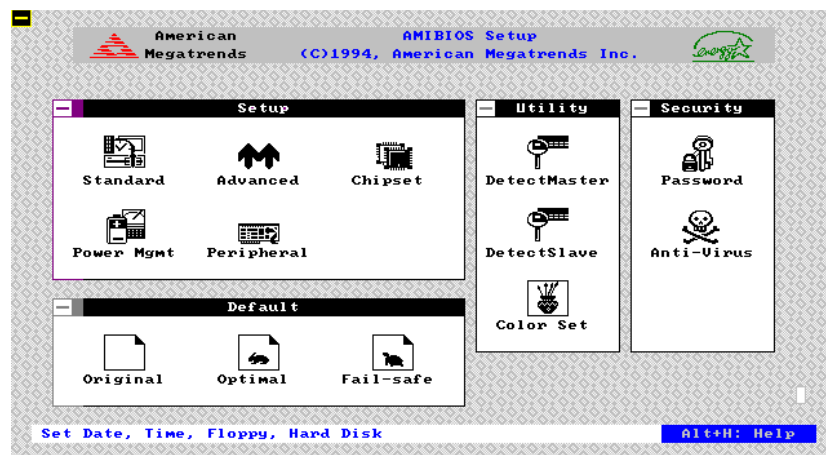 American
Megatrends
AMIBIOS Setup
(C)1994, American Megatrends Inc.
energy
Setup
Standard
Advanced
Chipset
Power Mgmt
Peripheral
Utility
DetectMaster
DetectSlave
Color Set
Security
Password
Anti-Virus
Default
Original
Optimal
Fail-safe
Set Date, Time, Floppy, Hard Disk
Alt+H: Help